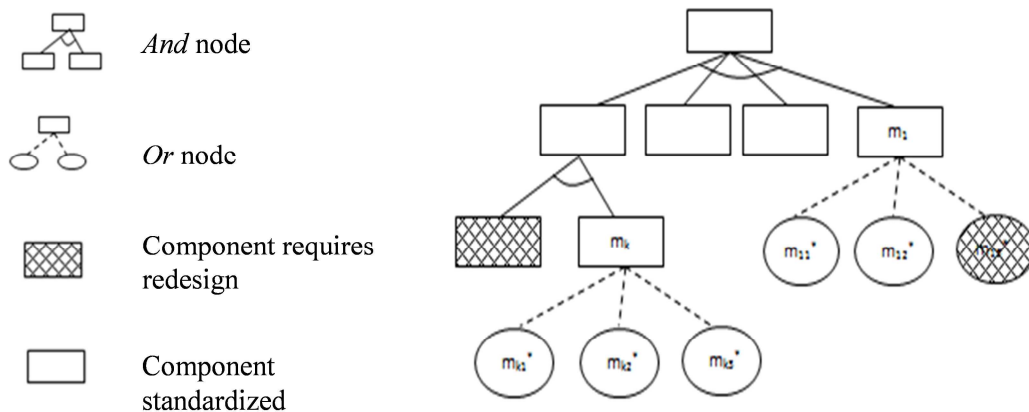 And node
Or nodc
Component requires
redesign
Component
standardized
m₁
mₖ
m₁₁*
m₁₂*
mₖ₁*
mₖ₂*
mₖ₃*